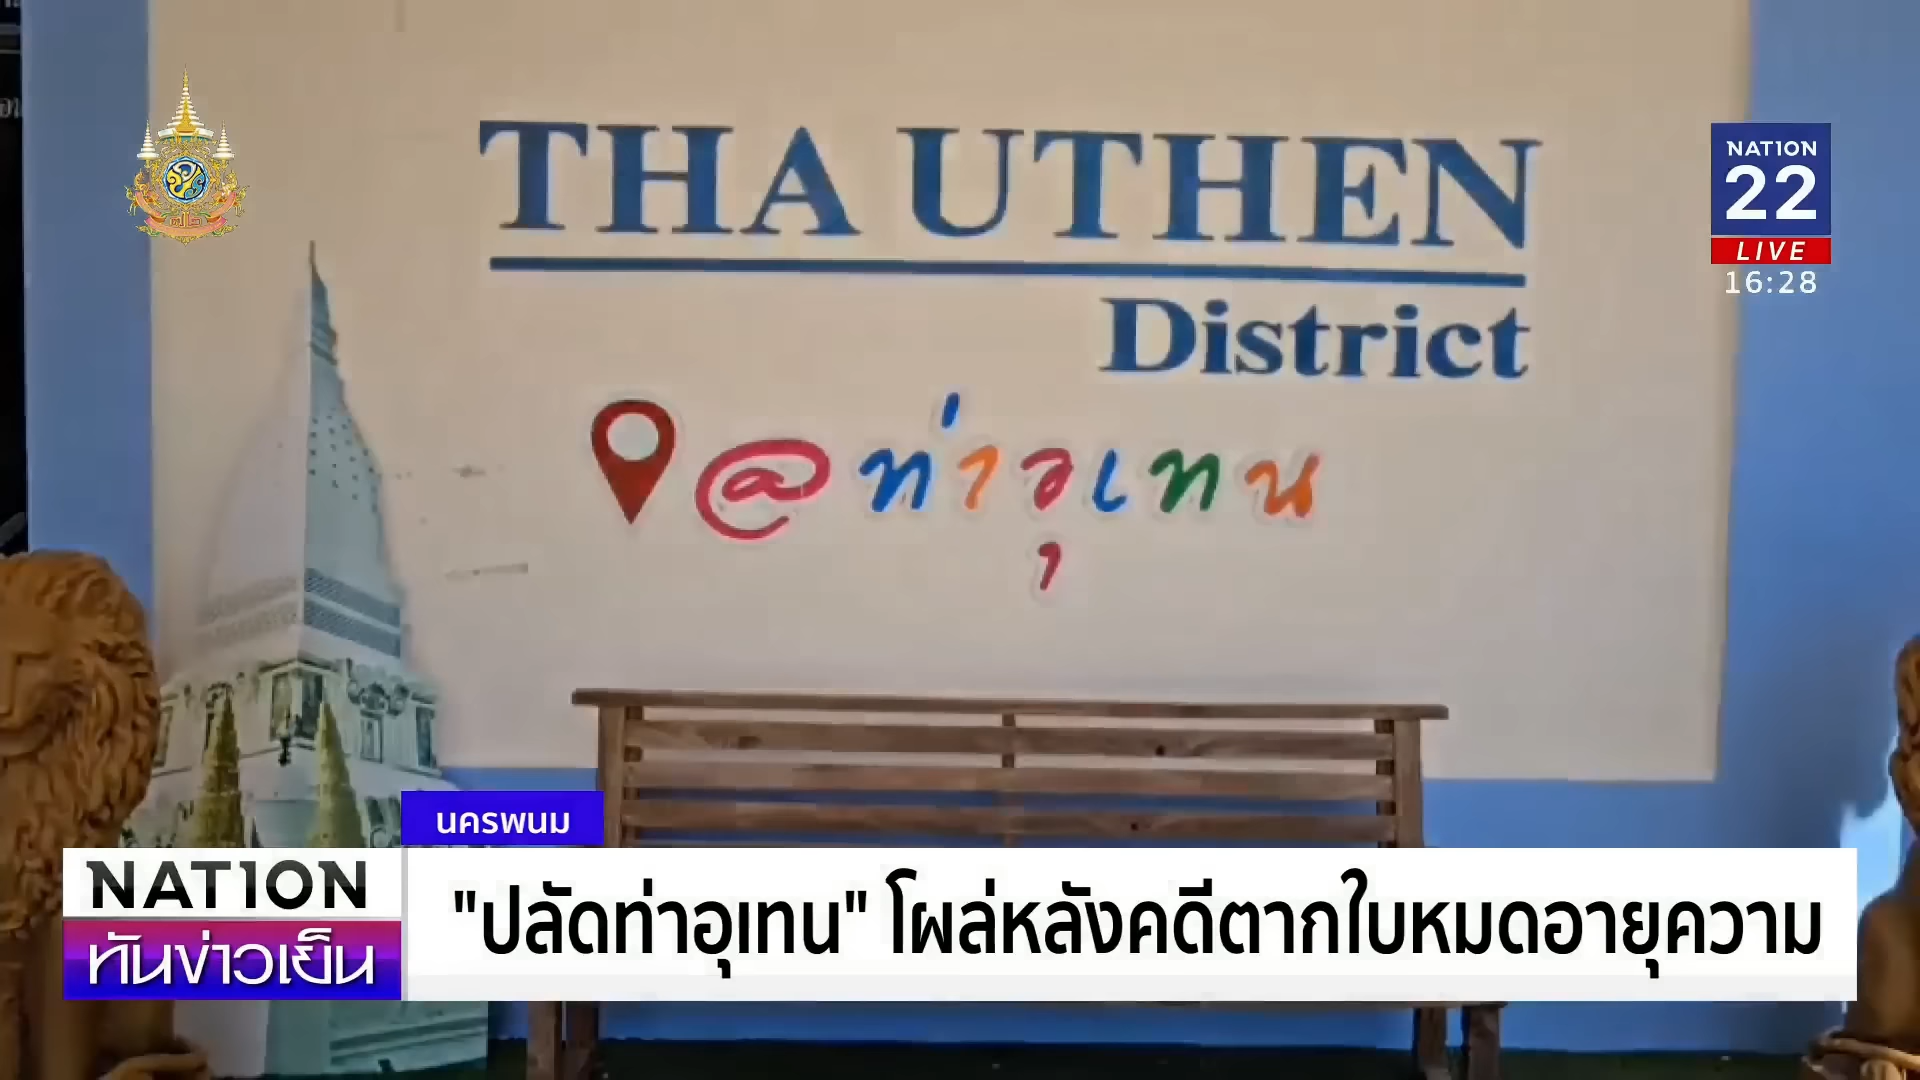 THA UTHEN
District
@ท่าอุเทน
NATION
22
LIVE
16:28
๗๒
นครพนม
NATION
ทันข่าวเย็น
"ปลัดท่าอุเทน" โผล่หลังคดีตากใบหมดอายุความ